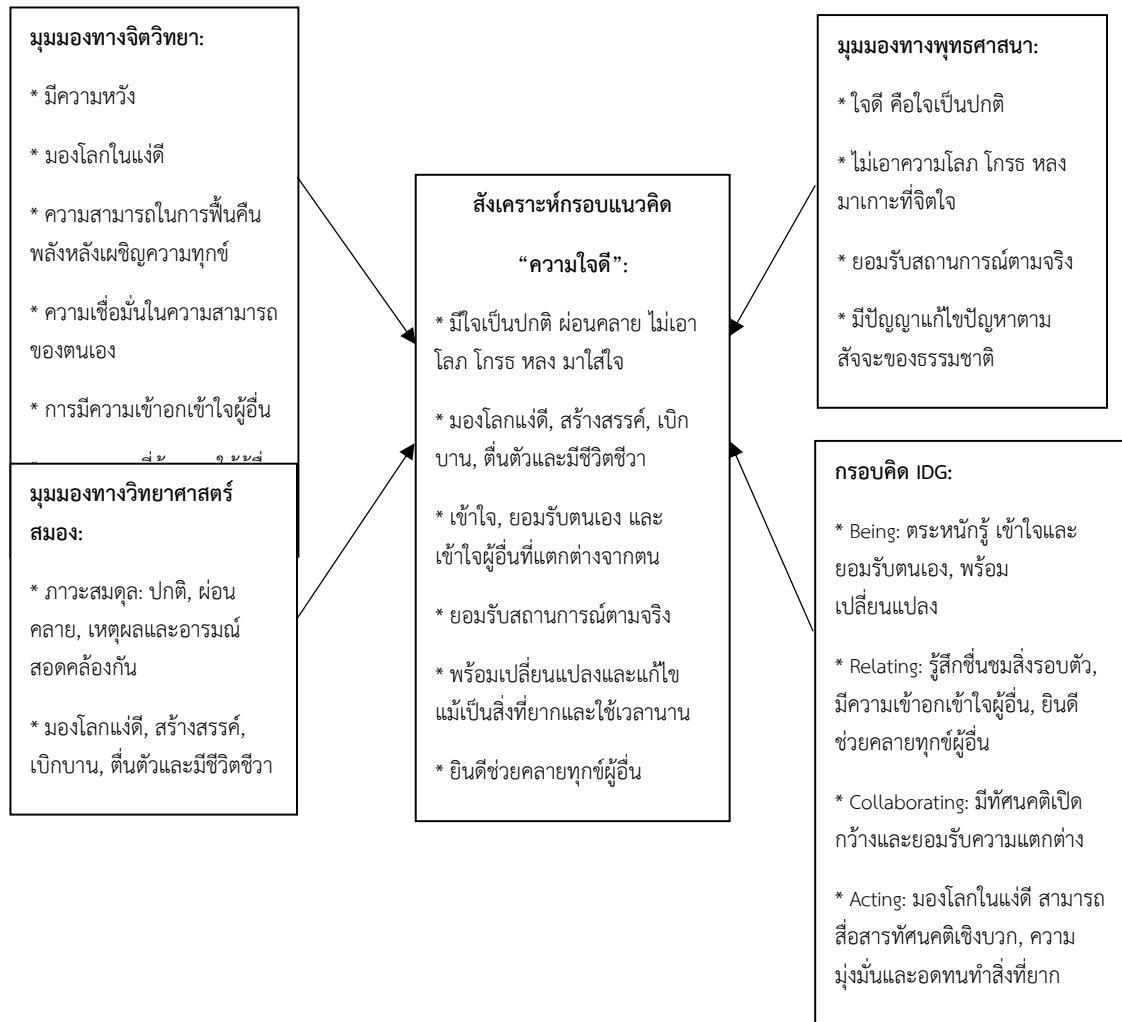 มุมมองทางจิตวิทยา:
* มีความหวัง
* มองโลกในแง่ดี
* ความสามารถในการฟื้นคืน
พลังหลังเผชิญความทุกข์
* ความเชื่อมั่นในความสามารถ
ของตนเอง
* การมีความเข้าอกเข้าใจผู้อื่น
มุมมองทางวิทยาศาสตร์
สมอง:
* ภาวะสมดุล: ปกติ, ผ่อน
คลาย, เหตุผลและอารมณ์
สอดคล้องกัน
* มองโลกแง่ดี, สร้างสรรค์,
เบิกบาน, ตื่นตัวและมีชีวิตชีวา
สังเคราะห์กรอบแนวคิด
“ความใจดี”:
* มีใจเป็นปกติ ผ่อนคลาย ไม่เอา
โลภ โกรธ หลง มาใส่ใจ
* มองโลกแง่ดี, สร้างสรรค์, เบิก
บาน, ตื่นตัวและมีชีวิตชีวา
* เข้าใจ, ยอมรับตนเอง และ
เข้าใจผู้อื่นที่แตกต่างจากตน
* ยอมรับสถานการณ์ตามจริง
* พร้อมเปลี่ยนแปลงและแก้ไข
แม้เป็นสิ่งที่ยากและใช้เวลานาน
* ยินดีช่วยคลายทุกข์ผู้อื่น
มุมมองทางพุทธศาสนา:
* ใจดี คือใจเป็นปกติ
* ไม่เอาความโลภ โกรธ หลง
มาเกาะที่จิตใจ
* ยอมรับสถานการณ์ตามจริง
* มีปัญญาแก้ไขปัญหาตาม
สัจจะของธรรมชาติ
กรอบคิด IDG:
* Being: ตระหนักรู้ เข้าใจและ
ยอมรับตนเอง, พร้อม
เปลี่ยนแปลง
* Relating: รู้สึกชื่นชมสิ่งรอบตัว,
มีความเข้าอกเข้าใจผู้อื่น, ยินดี
ช่วยคลายทุกข์ผู้อื่น
* Collaborating: มีทัศนคติเปิด
กว้างและยอมรับความแตกต่าง
* Acting: มองโลกในแง่ดี สามารถ
สื่อสารทัศนคติเชิงบวก, ความ
มุ่งมั่นและอดทนทำสิ่งที่ยาก